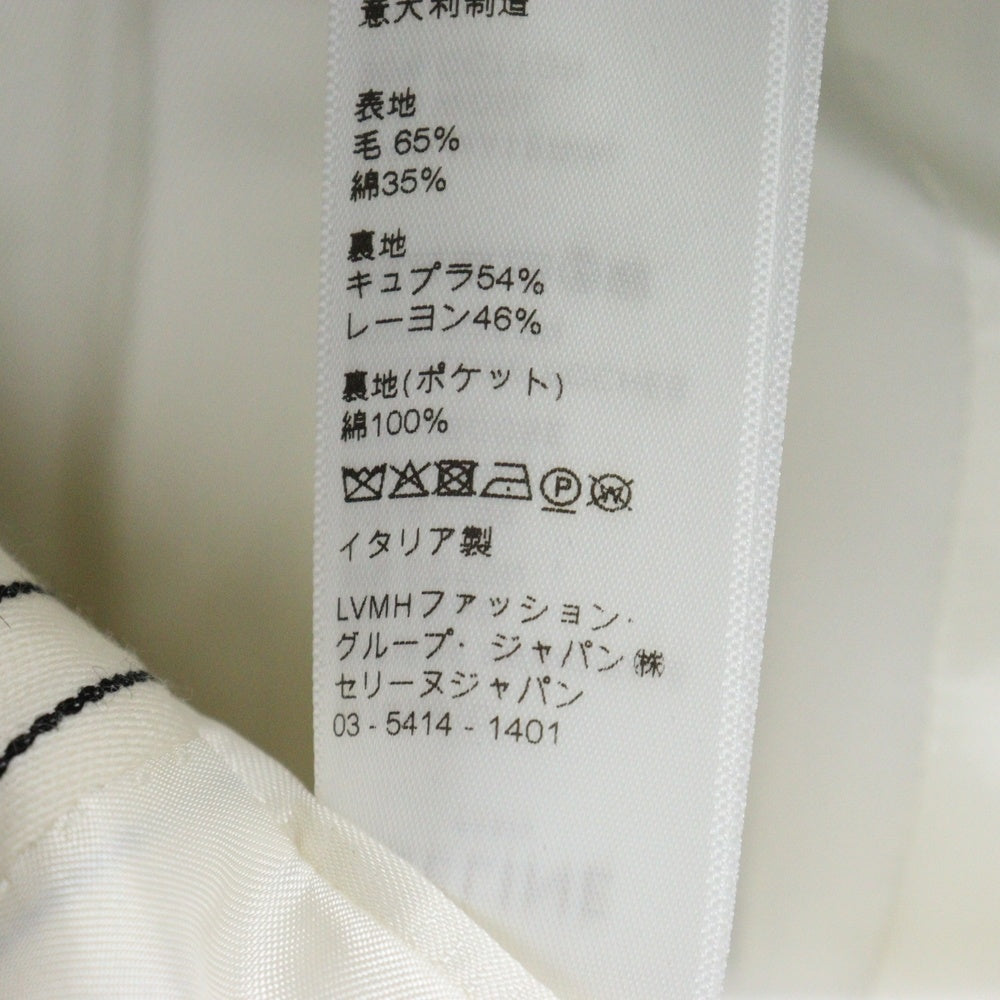 意大利制造
表地
毛 65%
綿35%
裏地
キュプラ54%
レーヨン46%
裏地(ポケット)
綿100%
P W
イタリア製
LVMHファッション・
グループ・ジャパン㈱
セリーヌジャパン
03 - 5414 - 1401